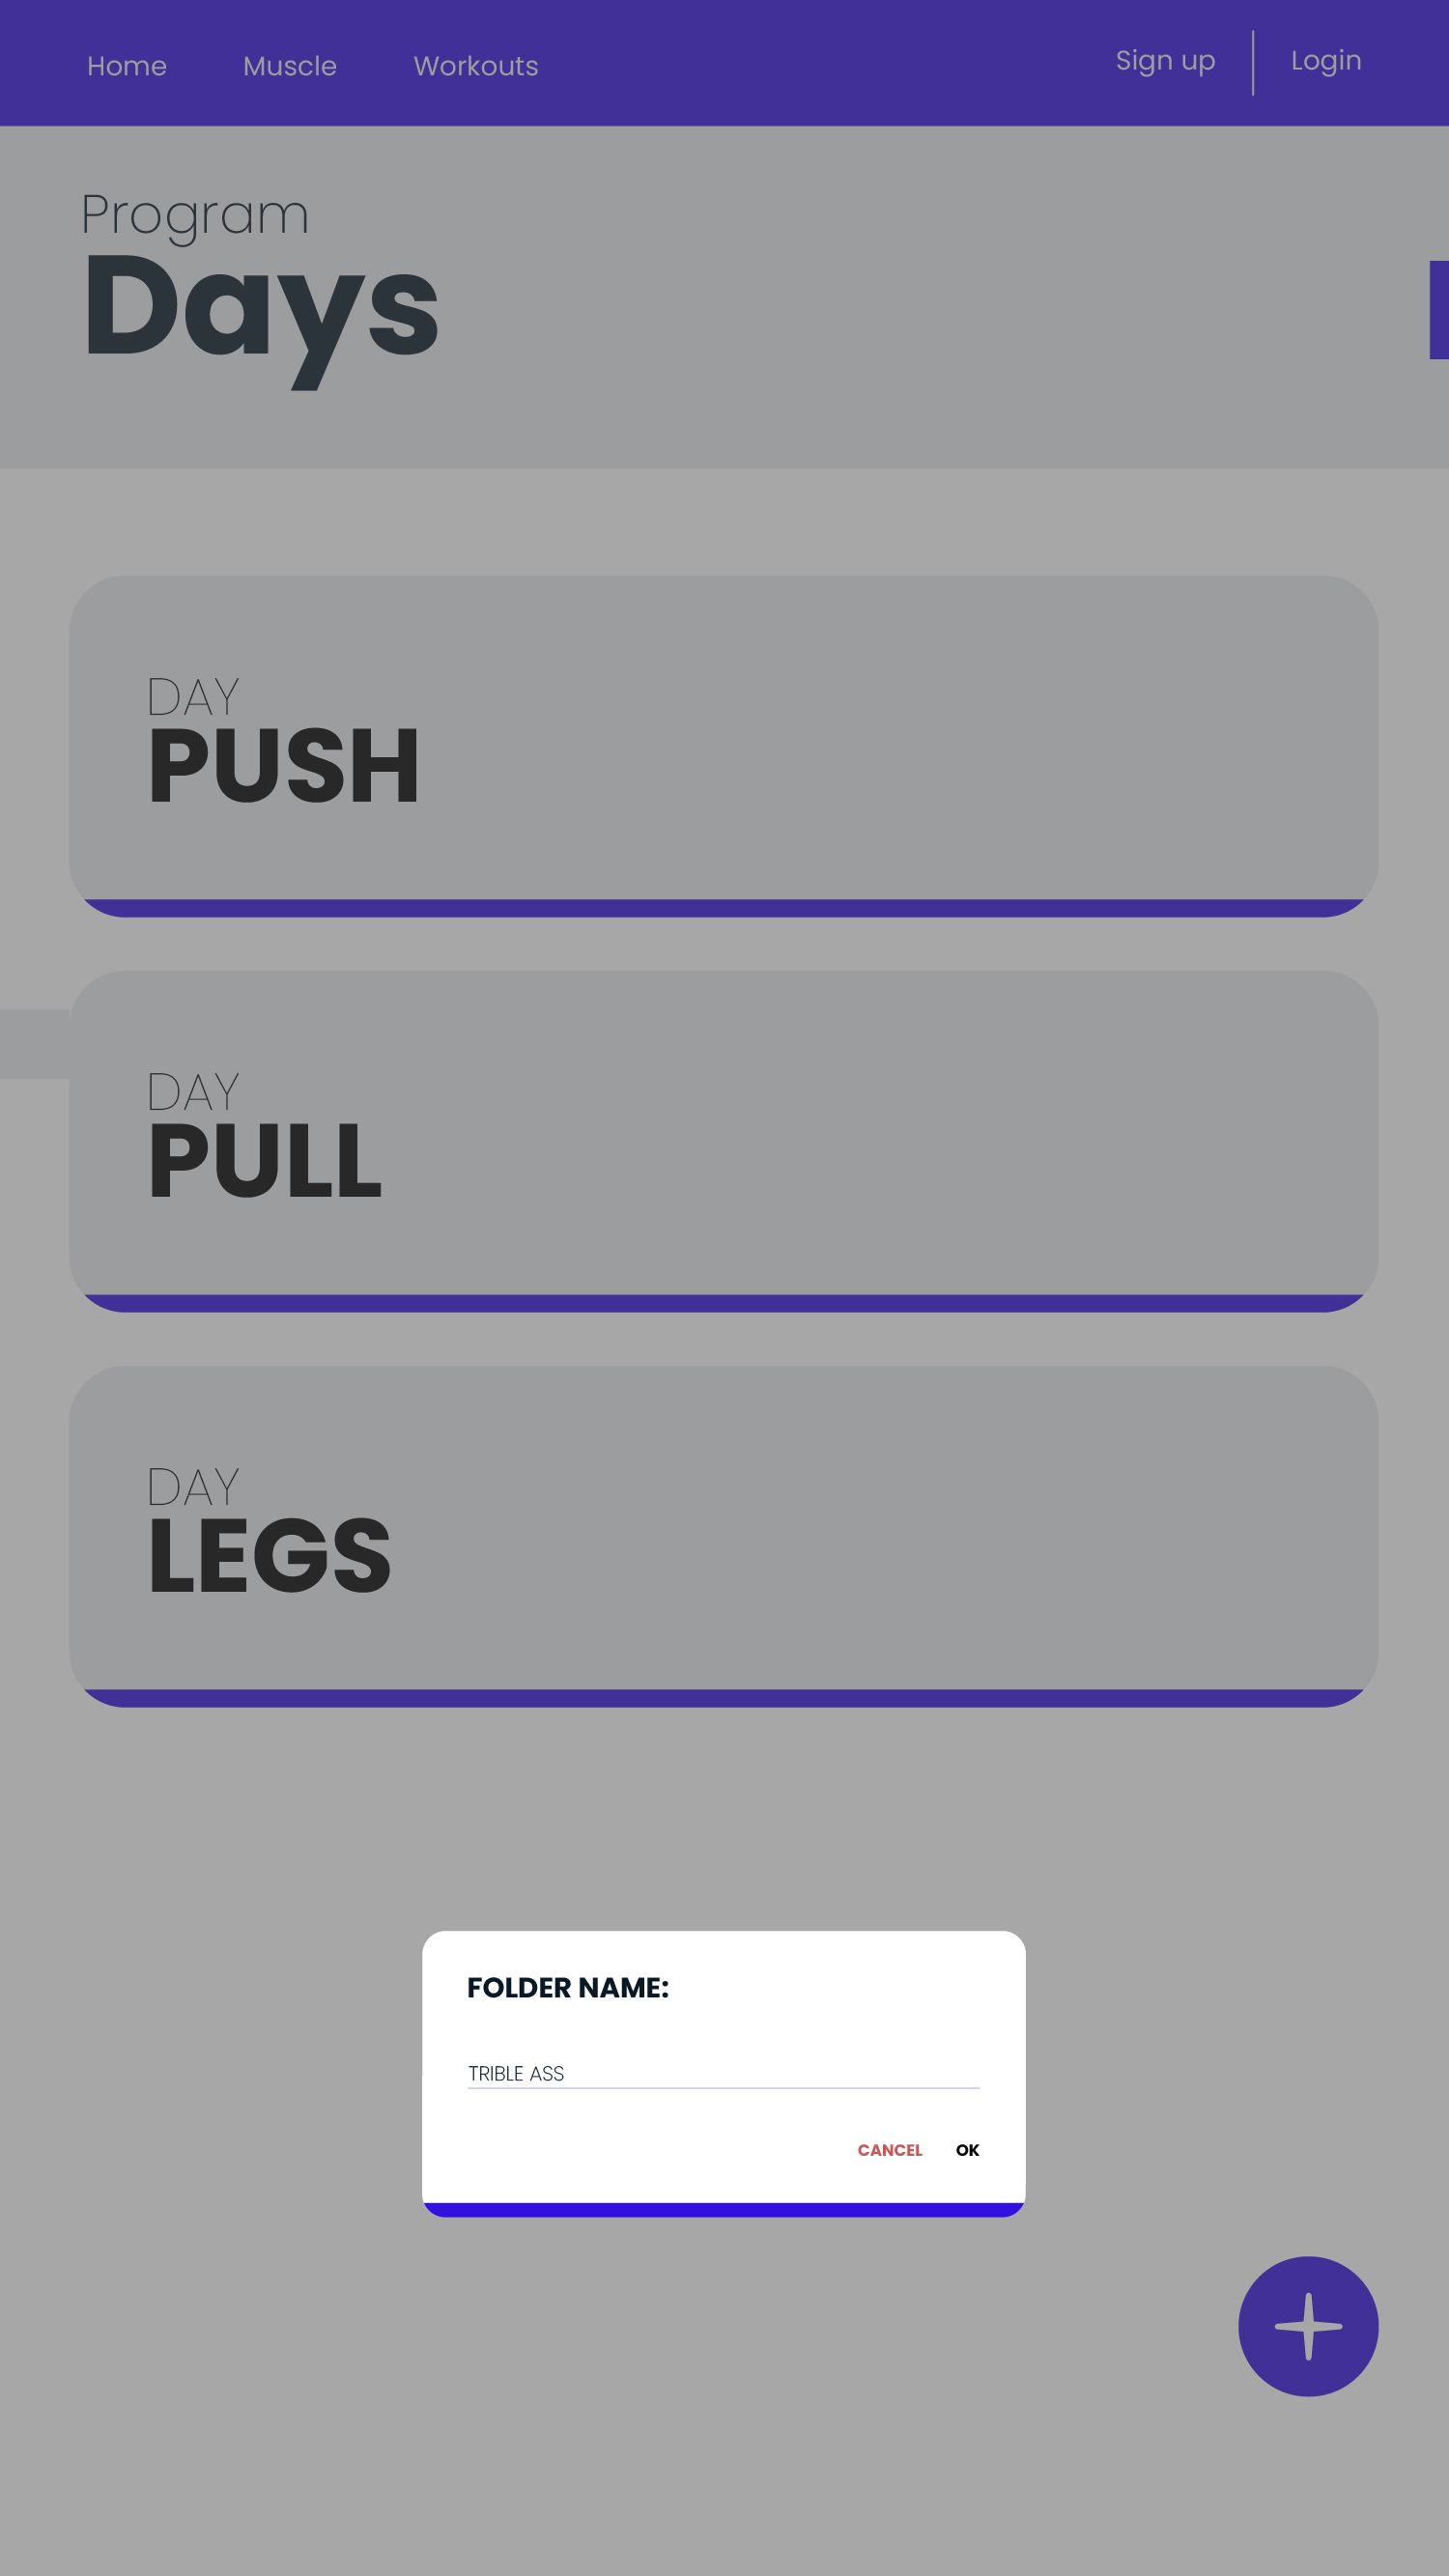 Home Muscle Workouts Sign up Login
Program
Days
DAY
PUSH
DAY
PULL
DAY
LEGS
FOLDER NAME:
TRIBLE ASS
CANCEL OK